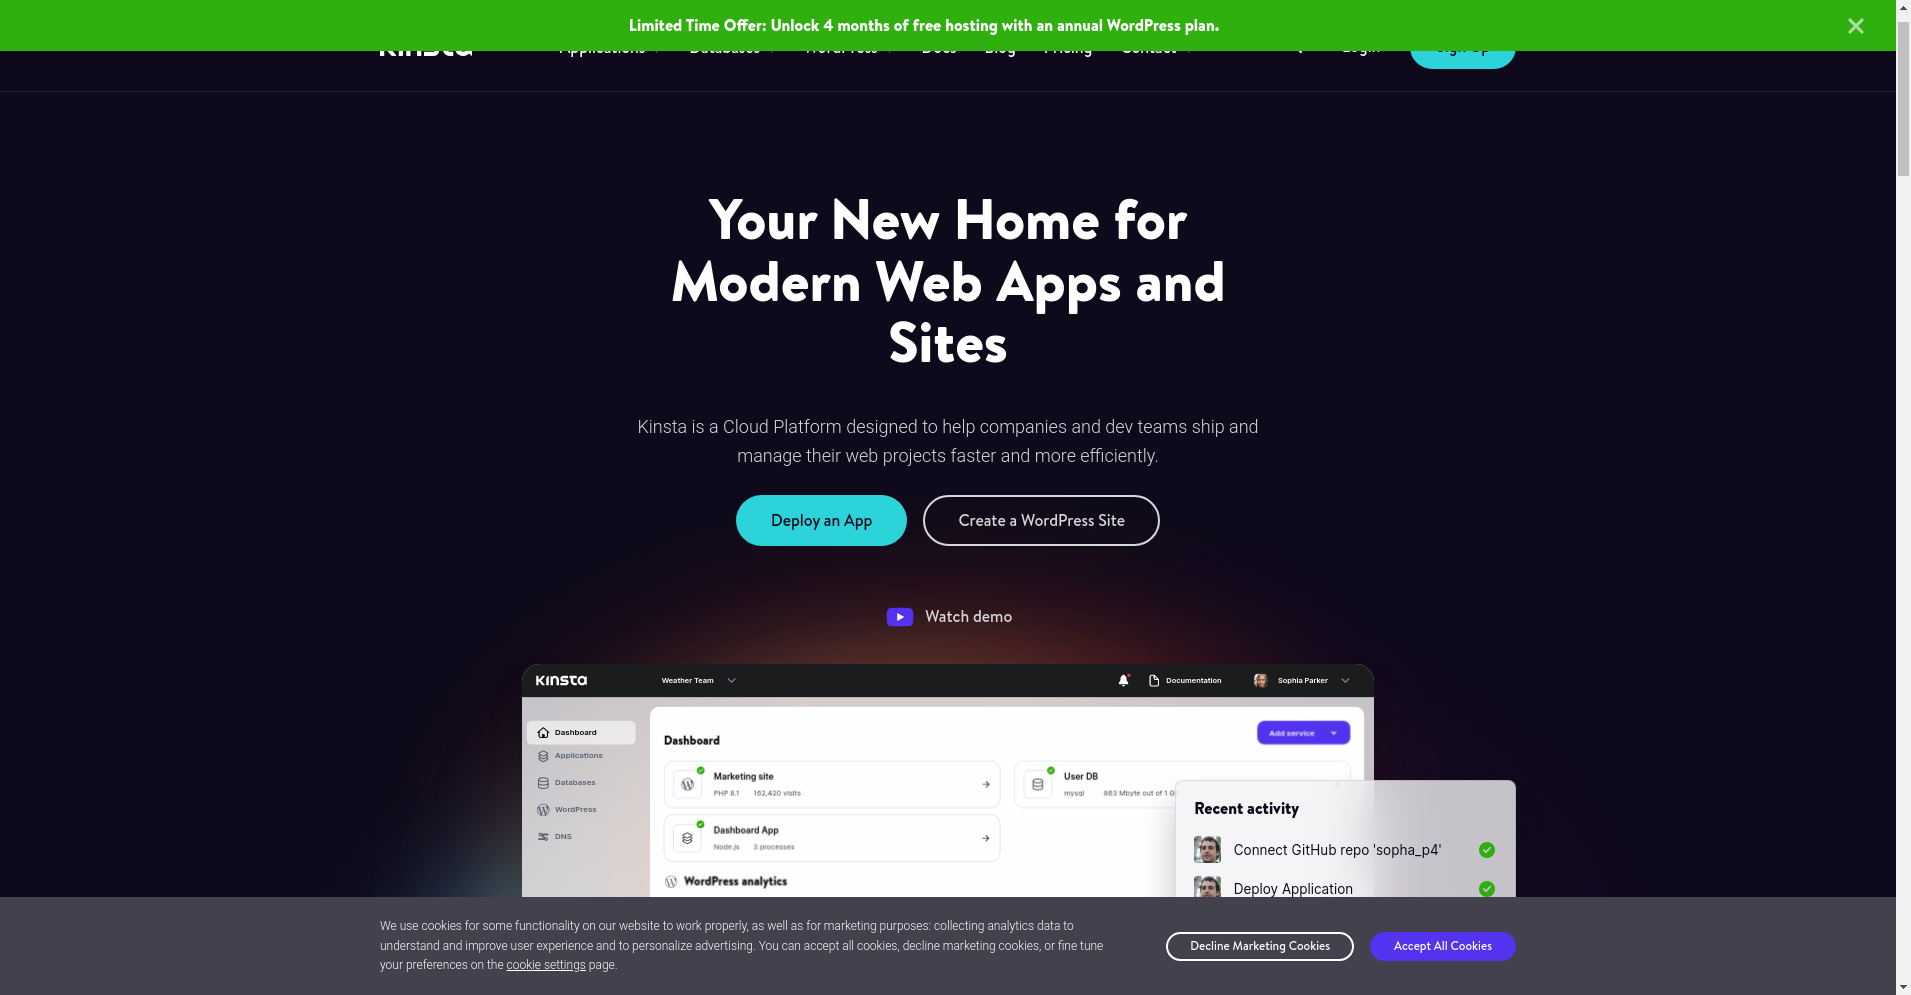 Limited Time Offer: Unlock 4 months of free hosting with an annual WordPress plan.
Kinsta Applications Databases WordPress Docs Blog Pricing Contact Login Sign Up
Your New Home for
Modern Web Apps and
Sites
Kinsta is a Cloud Platform designed to help companies and dev teams ship and
manage their web projects faster and more efficiently.
Deploy an App Create a WordPress Site
Watch demo
Kinsta Weather Team Documentation Sophia Parker
Dashboard
Applications
Databases
WordPress
DNS
Dashboard Add service
Marketing site
PHP 8.1 162,420 visits
User DB
mysql 863 Mbyte out of 1 G
Dashboard App
Node.js 3 processes
WordPress analytics
Recent activity
Connect GitHub repo 'sopha_p4'
Deploy Application
We use cookies for some functionality on our website to work properly, as well as for marketing purposes: collecting analytics data to
understand and improve user experience and to personalize advertising. You can accept all cookies, decline marketing cookies, or fine tune
your preferences on the cookie settings page.
Decline Marketing Cookies Accept All Cookies